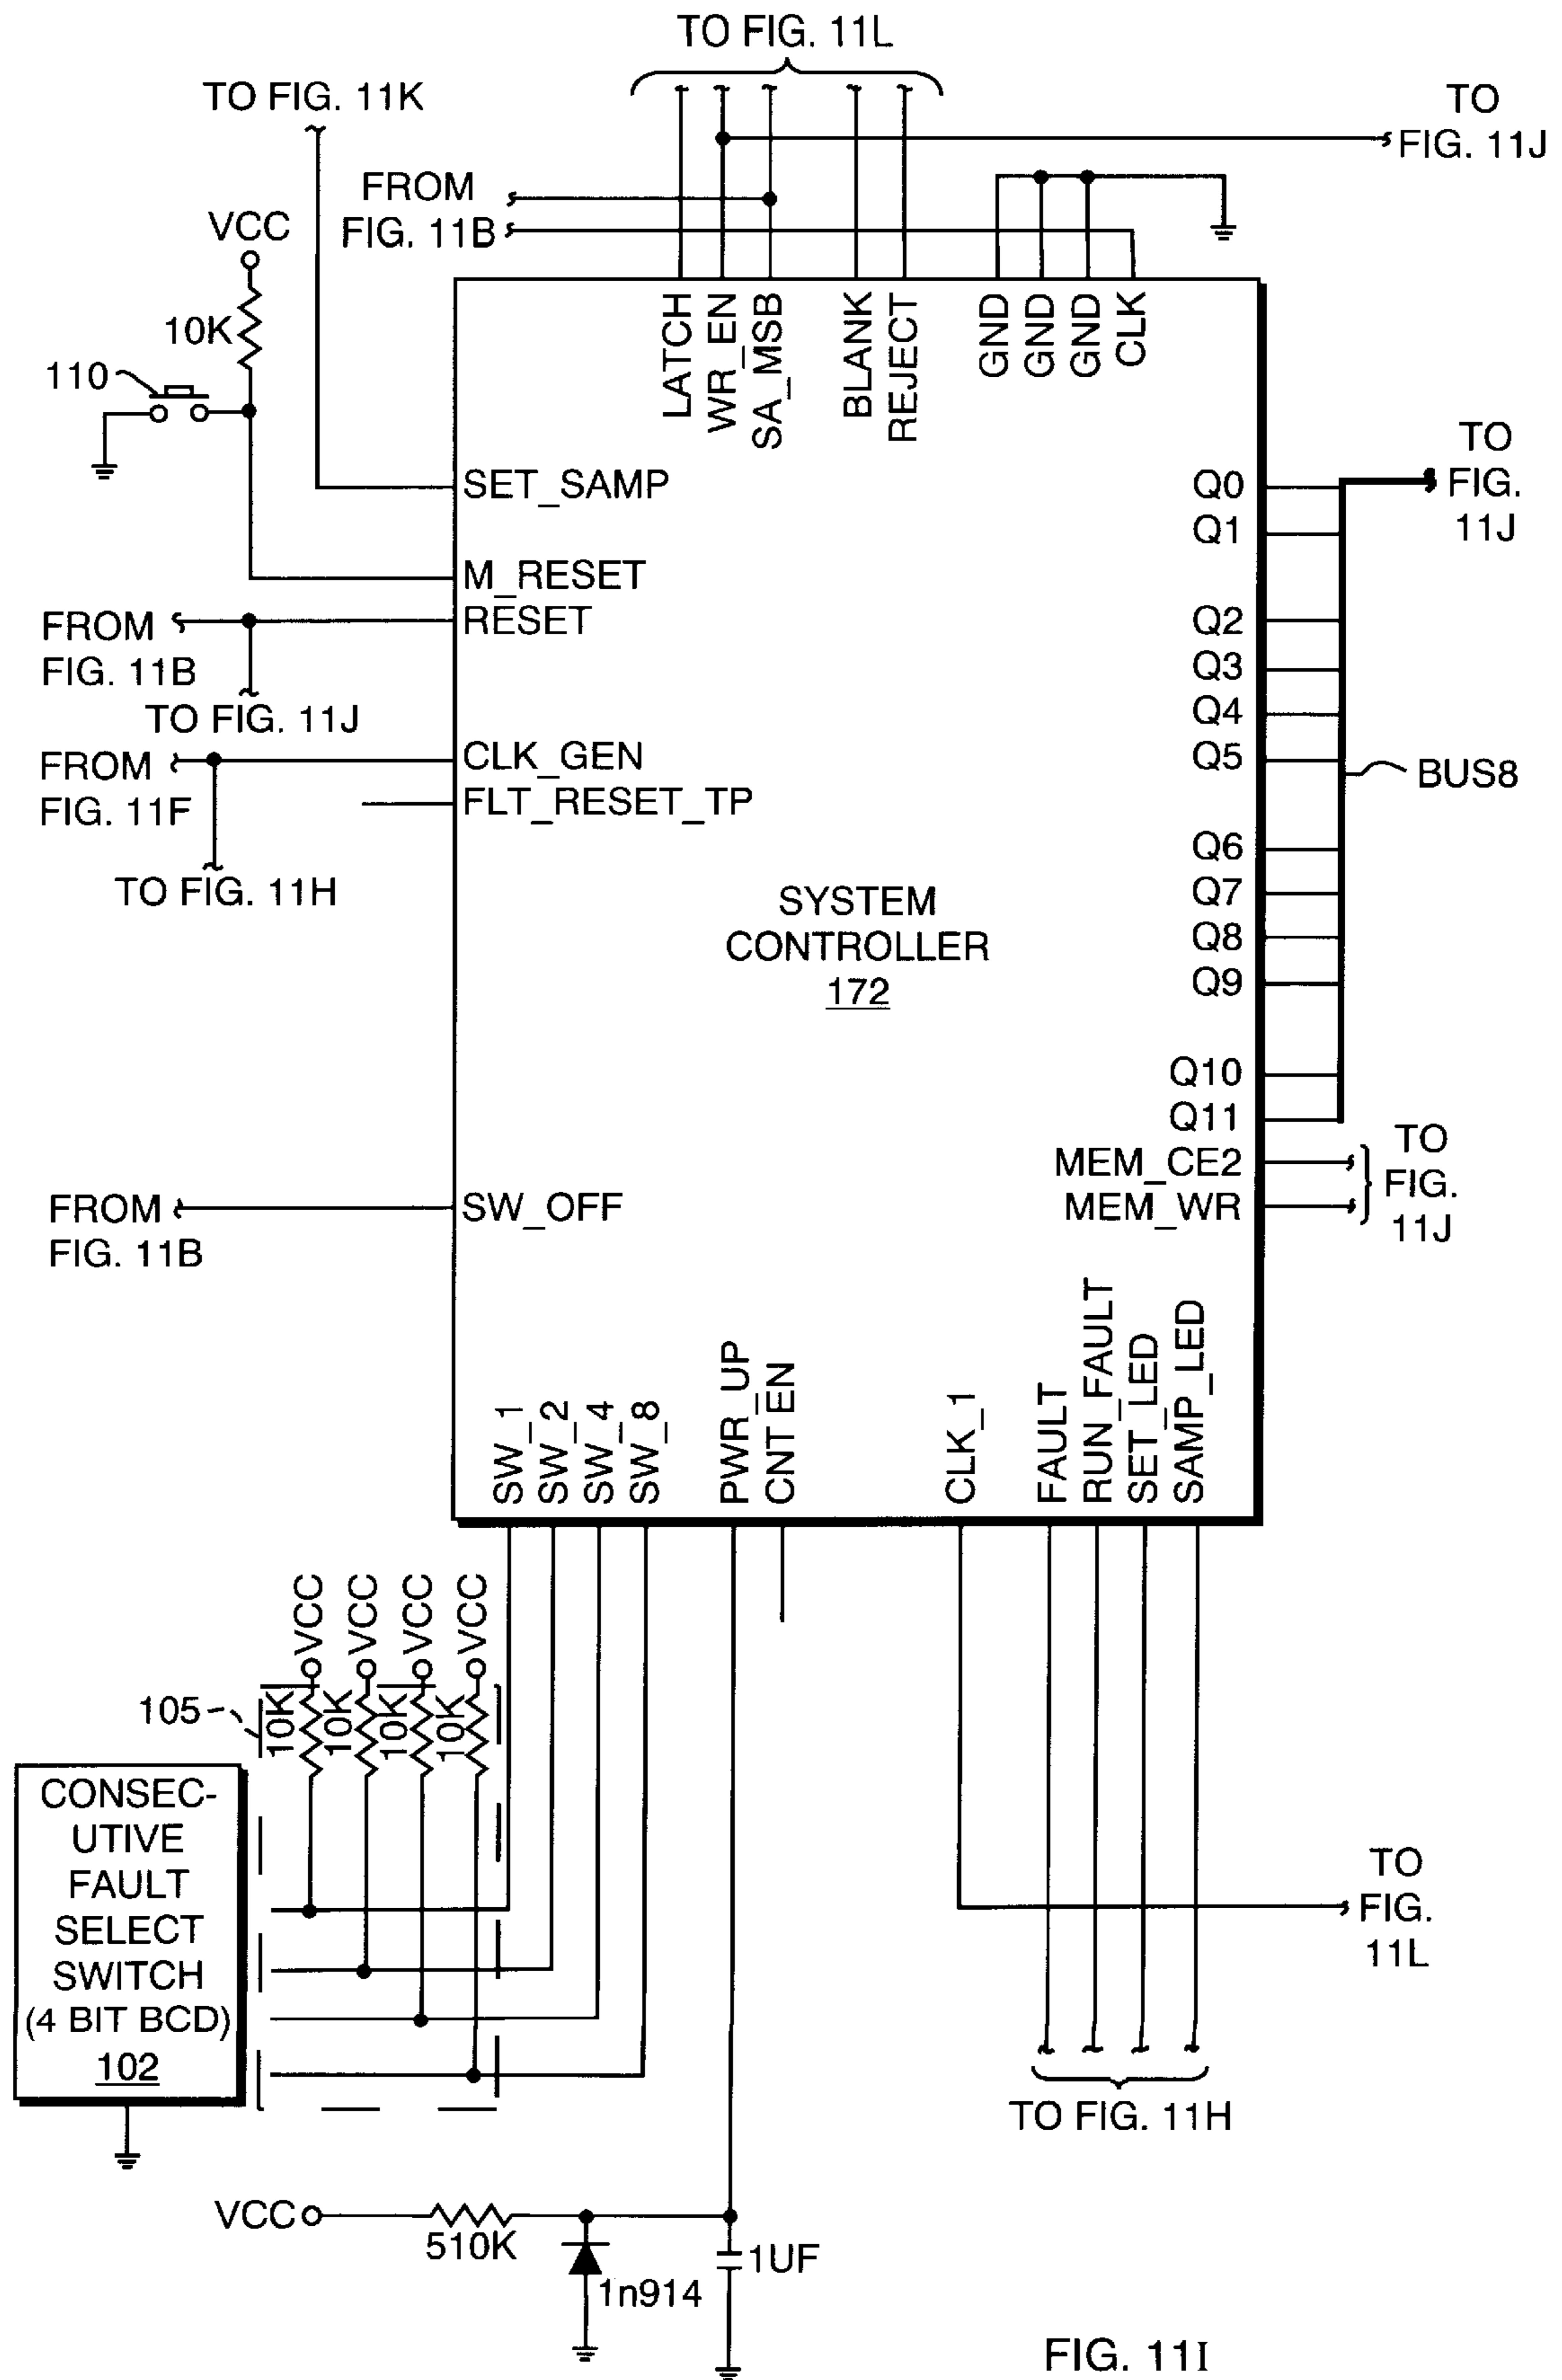 TO FIG. 11L
TO FIG. 11K
TO
FIG. 11J
FROM
FIG. 11B
VCC
10K
110
LATCH
WR_EN
SA_MSB
BLANK
REJECT
GND
GND
GND
CLK
SET_SAMP
M_RESET
RESET
FROM
FIG. 11B
TO FIG. 11J
CLK_GEN
FROM
FIG. 11F
FLT_RESET_TP
TO FIG. 11H
SYSTEM
CONTROLLER
172
Q0
Q1
Q2
Q3
Q4
Q5
Q6
Q7
Q8
Q9
Q10
Q11
TO
FIG.
11J
BUS8
MEM_CE2
MEM_WR
TO
FIG.
11J
SW_OFF
FROM
FIG. 11B
SW_1
SW_2
SW_4
SW_8
PWR_UP
CNT EN
CLK_1
FAULT
RUN_FAULT
SET_LED
SAMP_LED
VCC
VCC
VCC
VCC
105
10K
10K
10K
10K
CONSEC-
UTIVE
FAULT
SELECT
SWITCH
(4 BIT BCD)
102
TO
FIG.
11L
TO FIG. 11H
VCC
510K
1n914
1UF
FIG. 11I